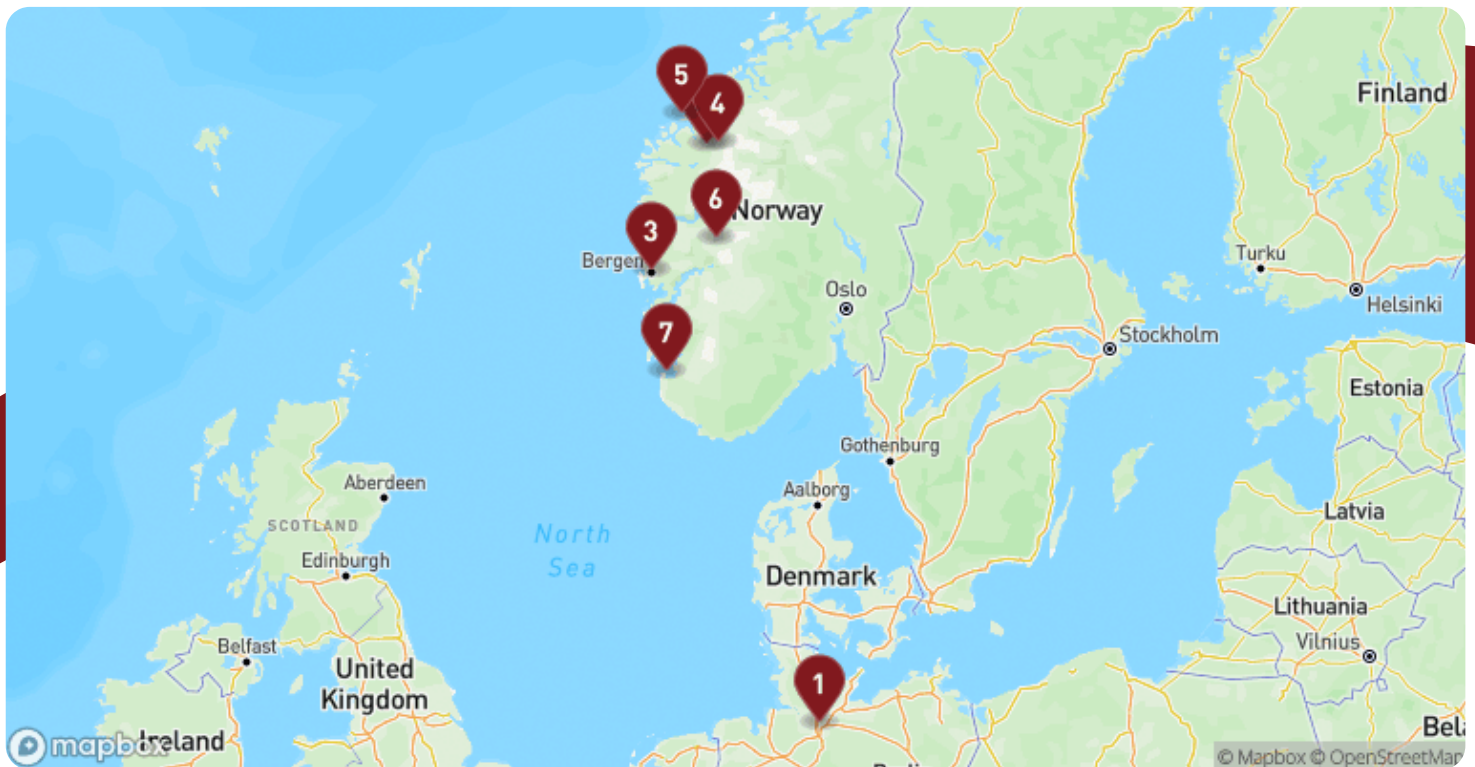 5
4
Finland
6
Norway
3
Bergen
Turku
Oslo
Helsinki
7
Stockholm
Estonia
Gothenburg
Aberdeen
Aalborg
Latvia
SCOTLAND
North
Sea
Edinburgh
Denmark
Lithuania
Vilnius
Belfast
United
Kingdom
1
Ireland
mapbox
© Mapbox © OpenStreetMap